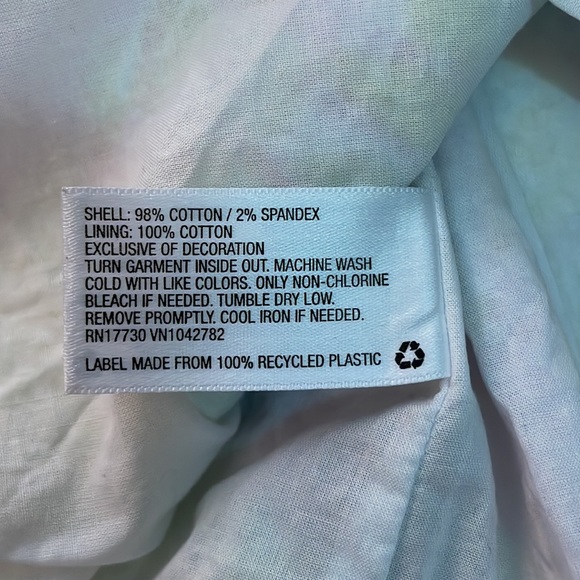 SHELL: 98% COTTON / 2% SPANDEX
LINING: 100% COTTON
EXCLUSIVE OF DECORATION
TURN GARMENT INSIDE OUT. MACHINE WASH
COLD WITH LIKE COLORS. ONLY NON-CHLORINE
BLEACH IF NEEDED. TUMBLE DRY LOW.
REMOVE PROMPTLY. COOL IRON IF NEEDED.
RN17730 VN1042782
LABEL MADE FROM 100% RECYCLED PLASTIC